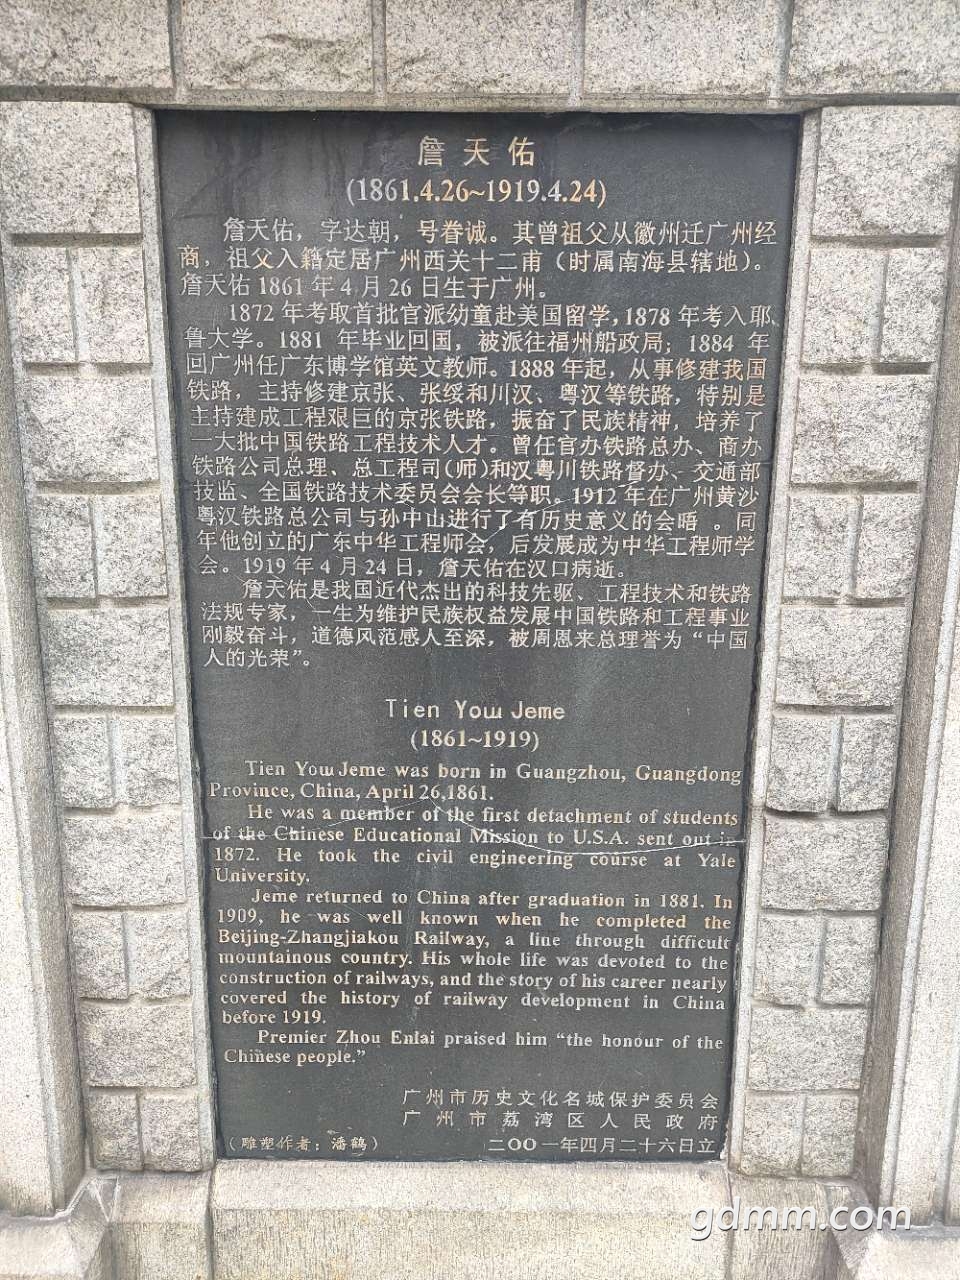 詹天佑
(1861.4.26~1919.4.24)
詹天佑，字达朝，号眷诚。其曾祖父从徽州迁广州经
商，祖父入籍定居广州西关十二甫（时属南海县辖地）。
詹天佑1861年4月26日生于广州。
1872年考取首批官派幼童赴美国留学，1878年考入耶
鲁大学。1881年毕业回国，被派往福州船政局；1884年
回广州任广东博学馆英文教师。1888年起，从事修建我国
铁路，主持修建京张、张绥和川汉、粤汉等铁路，特别是
主持建成工程艰巨的京张铁路，振奋了民族精神，培养了
一大批中国铁路工程技术人才。曾任官办铁路总办、商办
铁路公司总理、总工程司(师)和汉粤川铁路督办、交通部
技监、全国铁路技术委员会会长等职。1912年在广州黄沙
粤汉铁路总公司与孙中山进行了有历史意义的会晤。同
年他创立的广东中华工程师会，后发展成为中华工程师学
会。1919年4月24日，詹天佑在汉口病逝。
詹天佑是我国近代杰出的科技先驱、工程技术和铁路
法规专家，一生为维护民族权益发展中国铁路和工程事业
刚毅奋斗，道德风范感人至深，被周恩来总理誉为“中国
人的光荣”。
Tien Yow Jeme
(1861~1919)
Tien Yow Jeme was born in Guangzhou, Guangdong
Province, China, April 26,1861.
He was a member of the first detachment of students
of the Chinese Educational Mission to U.S.A. sent out in
1872. He took the civil engineering course at Yale
University.
Jeme returned to China after graduation in 1881. In
1909, he was well known when he completed the
Beijing-Zhangjiakou Railway, a line through difficult
mountainous country. His whole life was devoted to the
construction of railways, and the story of his career nearly
covered the history of railway development in China
before 1919.
Premier Zhou Enlai praised him “the honour of the
Chinese people.”
广州市历史文化名城保护委员会
广州市荔湾区人民政府
（雕塑作者：潘鹤） 二〇〇一年四月二十六日立
gdmm.com